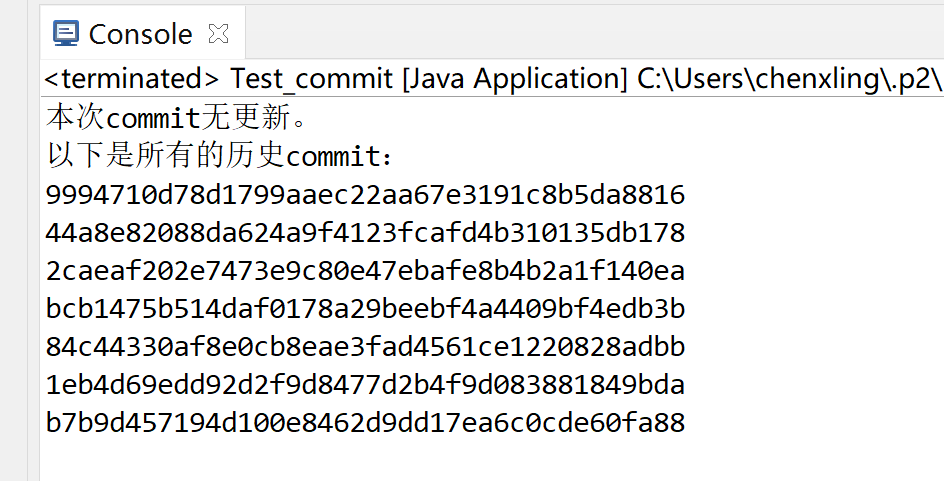 Console
<terminated> Test_commit [Java Application] C:\Users\chenxling\.p2\
本次commit无更新。
以下是所有的历史commit：
9994710d78d1799aaec22aa67e3191c8b5da8816
44a8e82088da624a9f4123fcafd4b310135db178
2caeaf202e7473e9c80e47ebafe8b4b2a1f140ea
bcb1475b514daf0178a29beebf4a4409bf4edb3b
84c44330af8e0cb8eae3fad4561ce1220828adbb
1eb4d69edd92d2f9d8477d2b4f9d083881849bda
b7b9d457194d100e8462d9dd17ea6c0cde60fa88